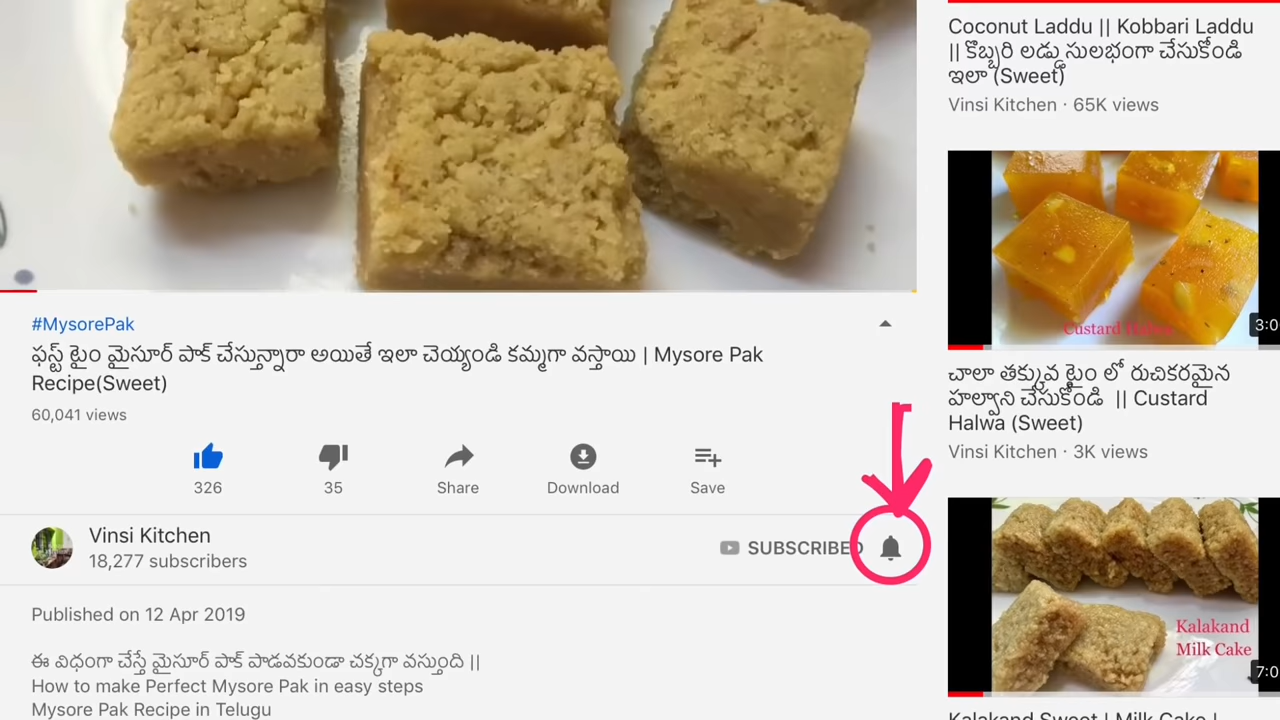 #MysorePak
ఫస్ట్ టైం మైసూర్ పాక్ చేస్తున్నారా అయితే ఇలా చెయ్యండి కమ్మగా వస్తాయి | Mysore Pak
Recipe(Sweet)
60,041 views
326
35
Share
Download
Save
Vinsi Kitchen
18,277 subscribers
SUBSCRIBED
Published on 12 Apr 2019
ఈ విధంగా చేస్తే మైసూర్ పాక్ పాడవకుండా చక్కగా వస్తుంది ||
How to make Perfect Mysore Pak in easy steps
Mysore Pak Recipe in Telugu
Coconut Laddu || Kobbari Laddu
|| కొబ్బరి లడ్డు సులభంగా చేసుకోండి
ఇలా (Sweet)
Vinsi Kitchen · 65K views
Custard Halwa
3:0
చాలా తక్కువ టైం లో రుచికరమైన
హల్వాని చేసుకోండి || Custard
Halwa (Sweet)
Vinsi Kitchen · 3K views
Kalakand
Milk Cake
7:0
Kalakand Sweet | Milk Cake |